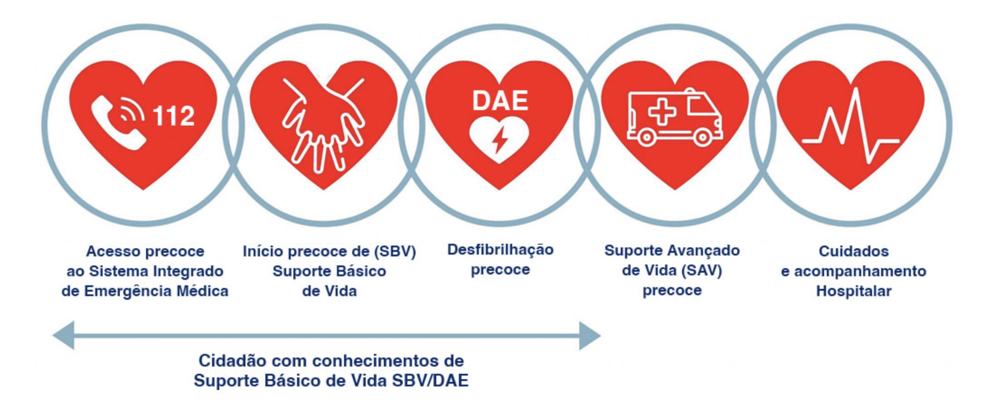 112
DAE
Acesso precoce
ao Sistema Integrado
de Emergência Médica
Início precoce de (SBV)
Suporte Básico
de Vida
Desfibrilhação
precoce
Suporte Avançado
de Vida (SAV)
precoce
Cuidados
e acompanhamento
Hospitalar
Cidadão com conhecimentos de
Suporte Básico de Vida SBV/DAE